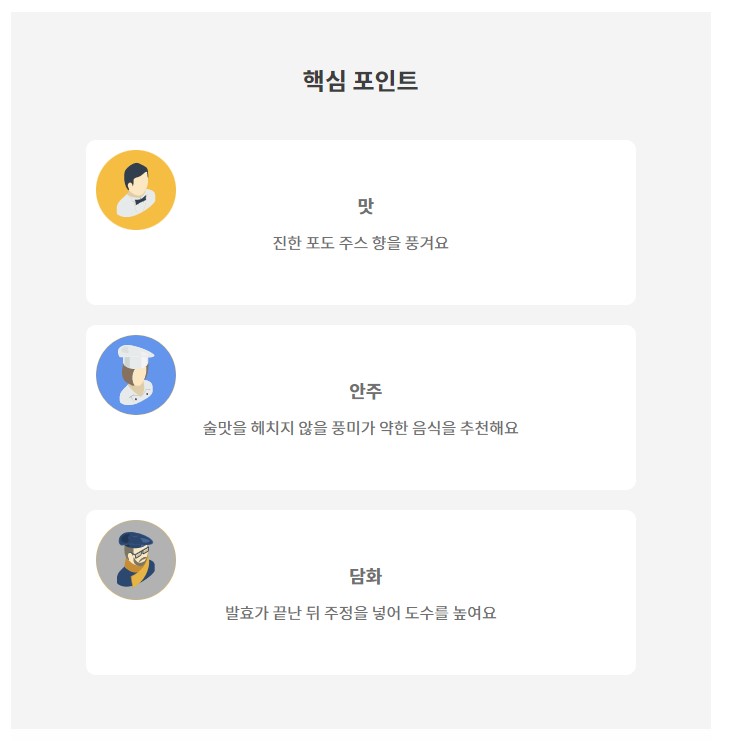 핵심 포인트
맛
진한 포도 주스 향을 풍겨요
안주
술맛을 헤치지 않을 풍미가 약한 음식을 추천해요
담화
발효가 끝난 뒤 주정을 넣어 도수를 높여요